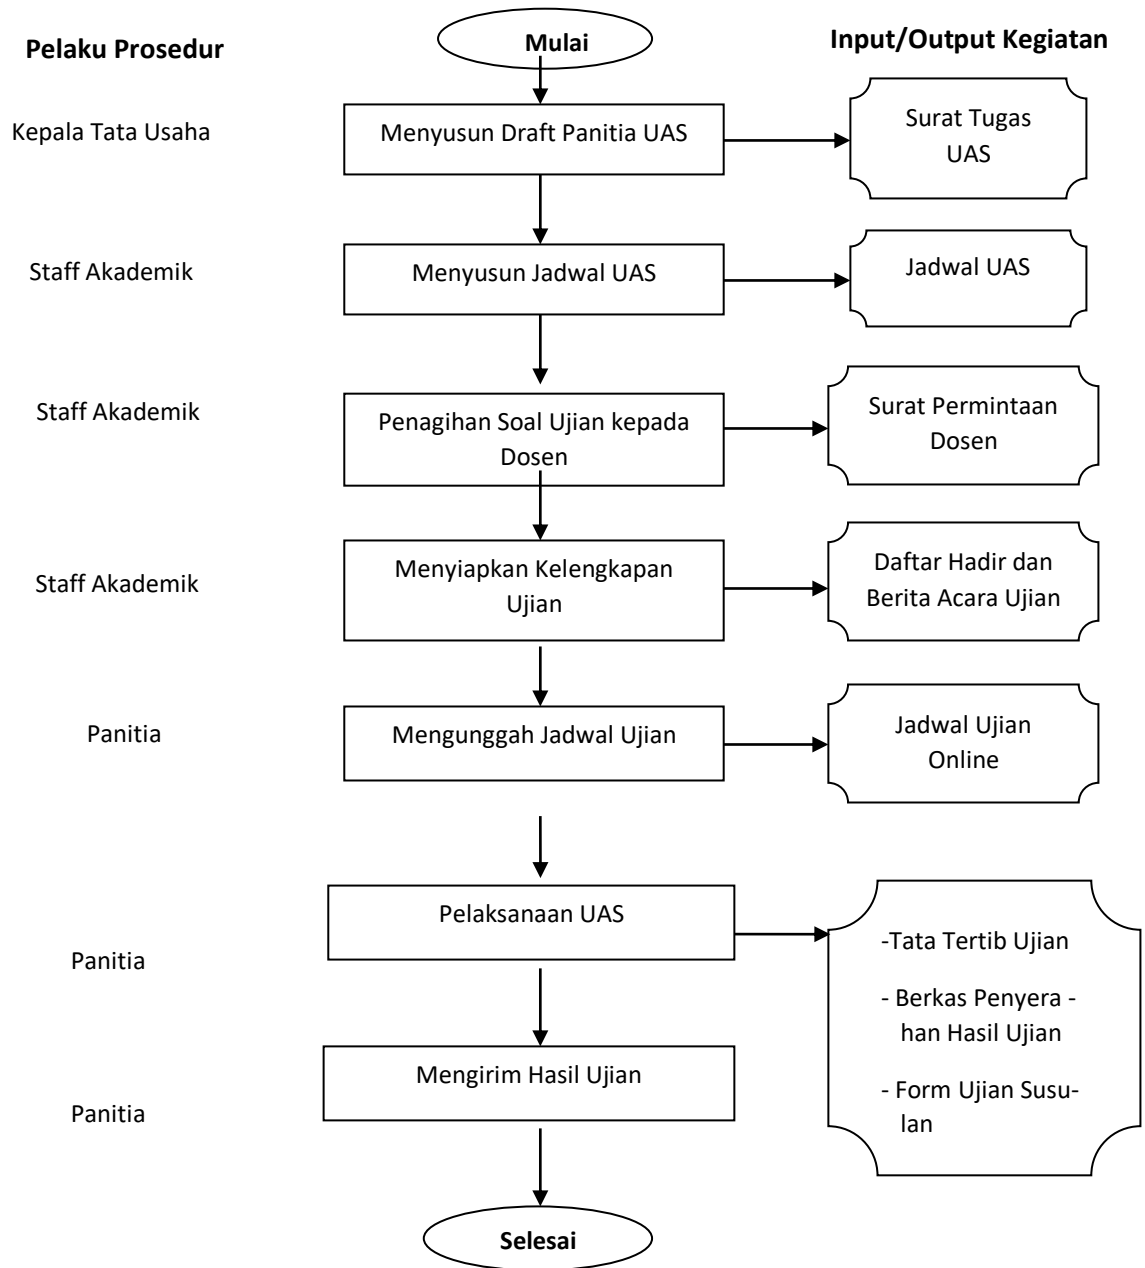 Pelaku Prosedur
Mulai
Input/Output Kegiatan
Kepala Tata Usaha
Menyusun Draft Panitia UAS
Surat Tugas
UAS
Staff Akademik
Menyusun Jadwal UAS
Jadwal UAS
Staff Akademik
Penagihan Soal Ujian kepada
Dosen
Surat Permintaan
Dosen
Staff Akademik
Menyiapkan Kelengkapan
Ujian
Daftar Hadir dan
Berita Acara Ujian
Panitia
Mengunggah Jadwal Ujian
Jadwal Ujian
Online
Panitia
Pelaksanaan UAS
-Tata Tertib Ujian
- Berkas Penyera -
han Hasil Ujian
- Form Ujian Susu-
lan
Panitia
Mengirim Hasil Ujian
Selesai